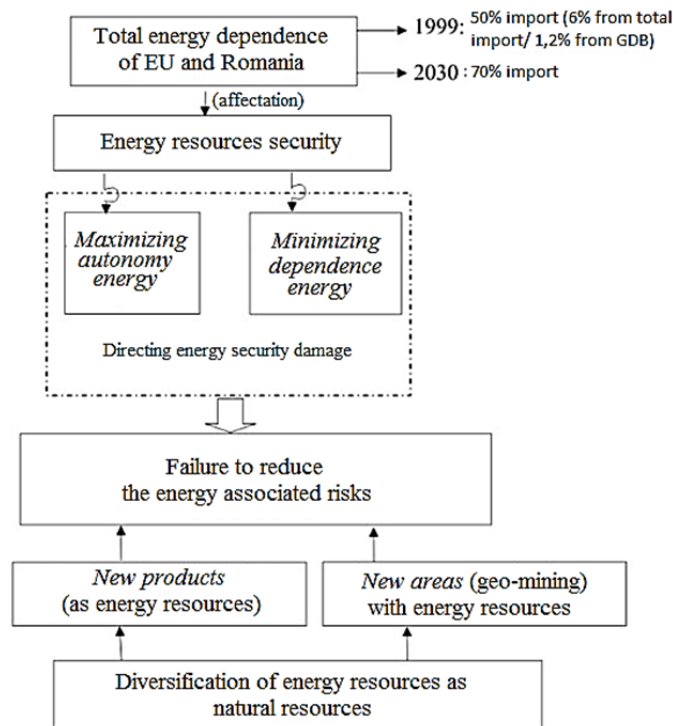 Total energy dependence
of EU and Romania
1999: 50% import (6% from total
import/ 1,2% from GDB)
2030 : 70% import
(affectation)
Energy resources security
Maximizing
autonomy
energy
Minimizing
dependence
energy
Directing energy security damage
Failure to reduce
the energy associated risks
New products
(as energy resources)
New areas (geo-mining)
with energy resources
Diversification of energy resources as
natural resources